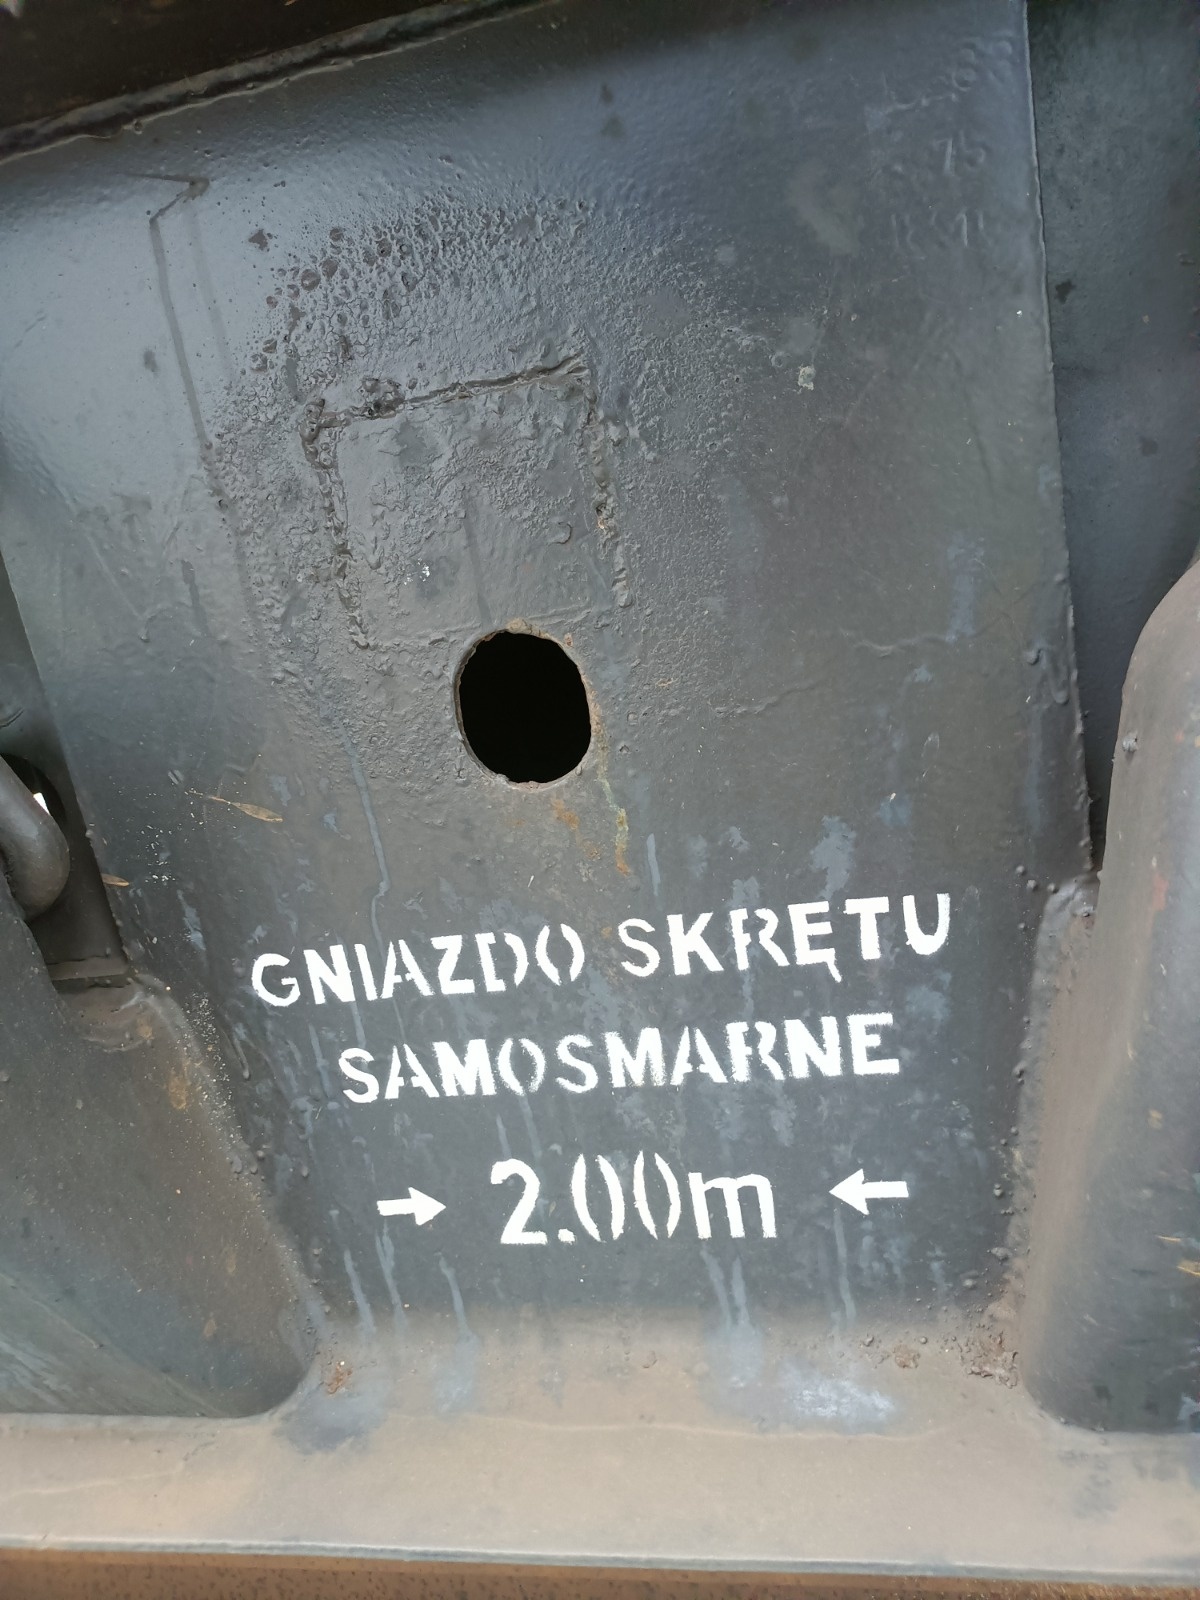 GNIAZDO SKRĘTU
SAMOSMARNE
→ 2.00m ←